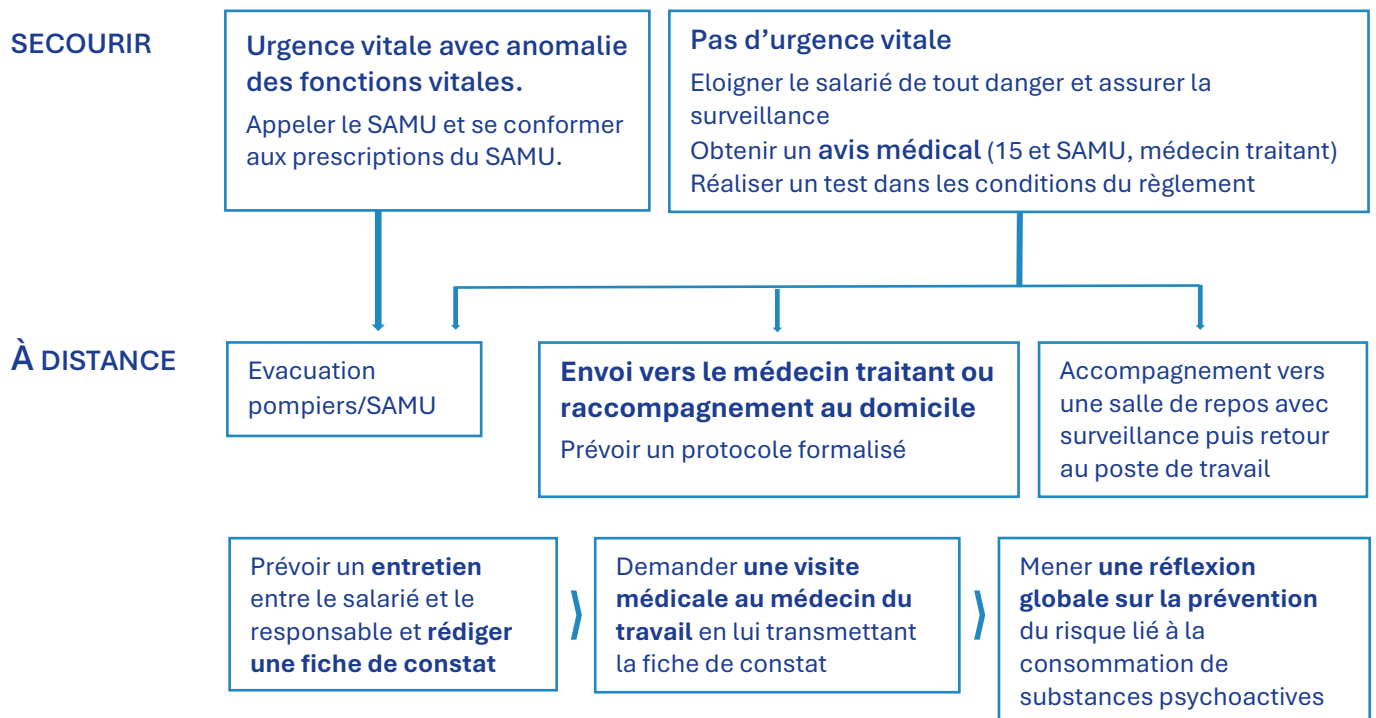 SECOURIR
Urgence vitale avec anomalie
des fonctions vitales.
Appeler le SAMU et se conformer
aux prescriptions du SAMU.
Pas d’urgence vitale
Eloigner le salarié de tout danger et assurer la
surveillance
Obtenir un avis médical (15 et SAMU, médecin traitant)
Réaliser un test dans les conditions du règlement
À DISTANCE
Evacuation
pompiers/SAMU
Envoi vers le médecin traitant ou
raccompagnement au domicile
Prévoir un protocole formalisé
Accompagnement vers
une salle de repos avec
surveillance puis retour
au poste de travail
Prévoir un entretien
entre le salarié et le
responsable et rédiger
une fiche de constat
Demander une visite
médicale au médecin du
travail en lui transmettant
la fiche de constat
Mener une réflexion
globale sur la prévention
du risque lié à la
consommation de
substances psychoactives